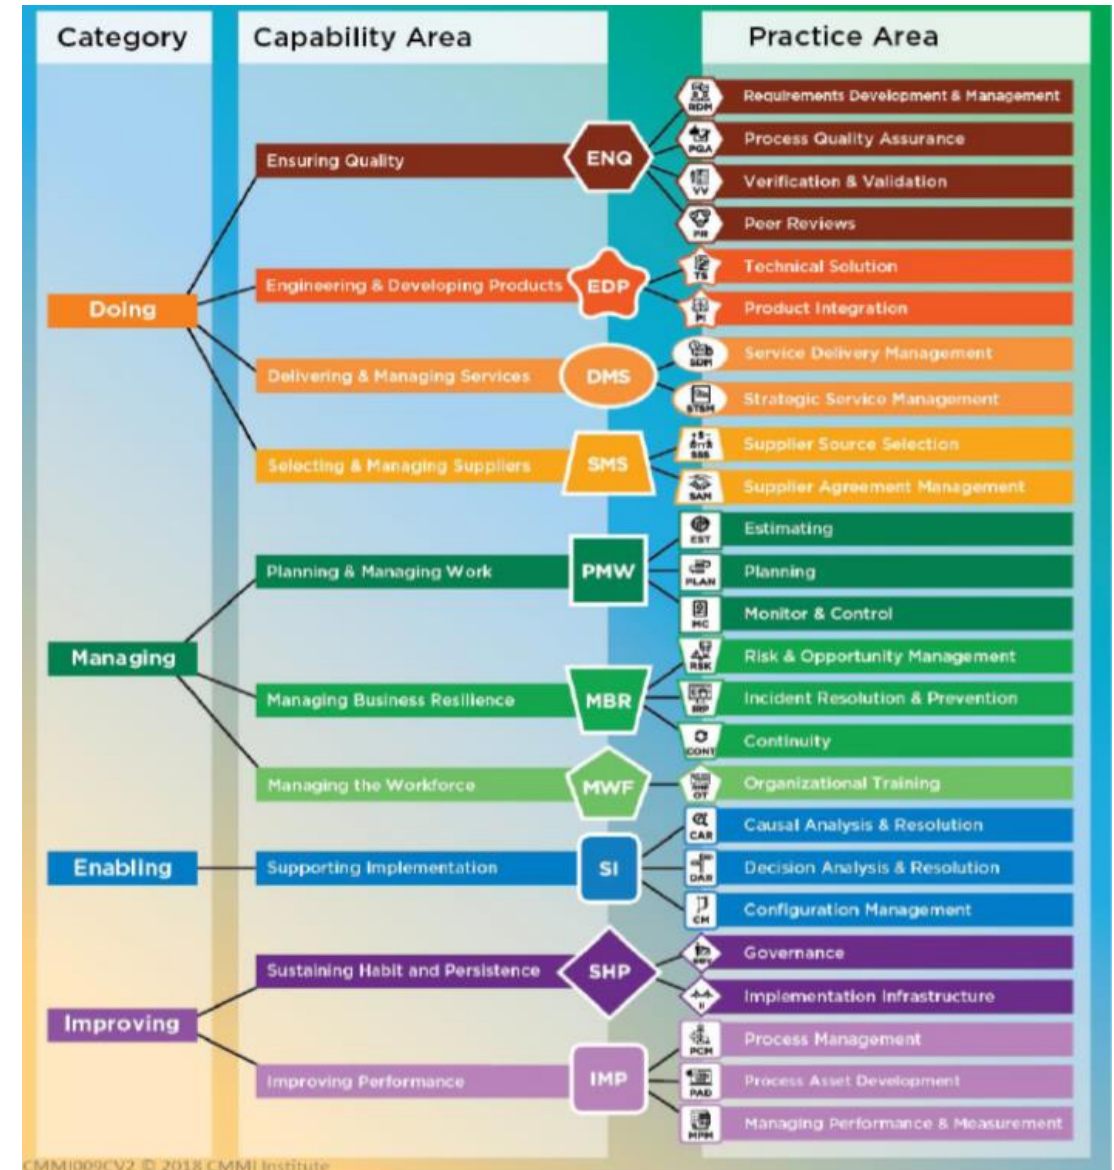 Category
Capability Area
Practice Area
Doing
Ensuring Quality
ENQ
RDM
Requirements Development & Management
PQA
Process Quality Assurance
VV
Verification & Validation
PR
Peer Reviews
Engineering & Developing Products
EDP
TS
Technical Solution
PI
Product Integration
Delivering & Managing Services
DMS
SDM
Service Delivery Management
STSM
Strategic Service Management
Selecting & Managing Suppliers
SMS
SSS
Supplier Source Selection
SAM
Supplier Agreement Management
Managing
Planning & Managing Work
PMW
EST
Estimating
PLAN
Planning
MC
Monitor & Control
Managing Business Resilience
MBR
RSK
Risk & Opportunity Management
IRP
Incident Resolution & Prevention
CONT
Continuity
Managing the Workforce
MWF
OT
Organizational Training
Enabling
Supporting Implementation
SI
CAR
Causal Analysis & Resolution
DAR
Decision Analysis & Resolution
CM
Configuration Management
Improving
Sustaining Habit and Persistence
SHP
Governance
II
Implementation Infrastructure
Improving Performance
IMP
PCM
Process Management
PAD
Process Asset Development
MPM
Managing Performance & Measurement
CMMI009CV2 © 2018 CMMI Institute